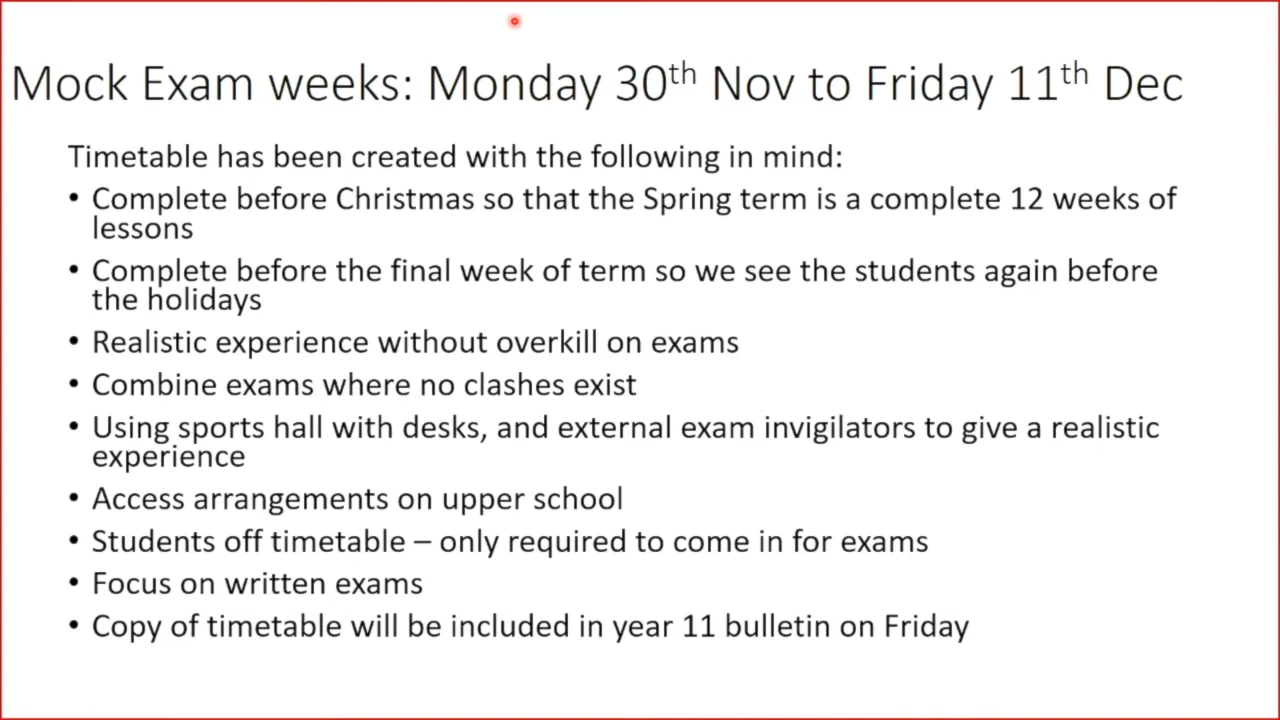 Mock Exam weeks: Monday 30th Nov to Friday 11th Dec
Timetable has been created with the following in mind:
• Complete before Christmas so that the Spring term is a complete 12 weeks of
lessons
• Complete before the final week of term so we see the students again before
the holidays
• Realistic experience without overkill on exams
• Combine exams where no clashes exist
• Using sports hall with desks, and external exam invigilators to give a realistic
experience
• Access arrangements on upper school
• Students off timetable – only required to come in for exams
• Focus on written exams
• Copy of timetable will be included in year 11 bulletin on Friday